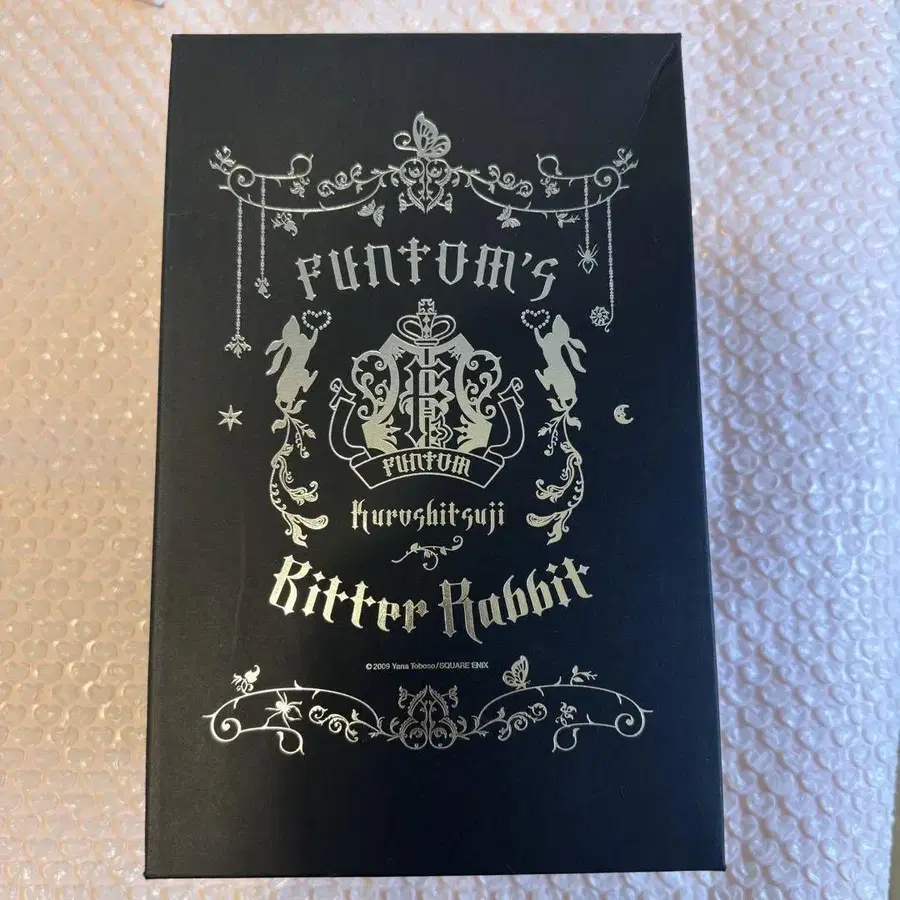 FUNTOM'S
F
FUNTOM
Kuroshitsuji
Bitter Rabbit
© 2009 Yana Toboso/SQUARE ENIX